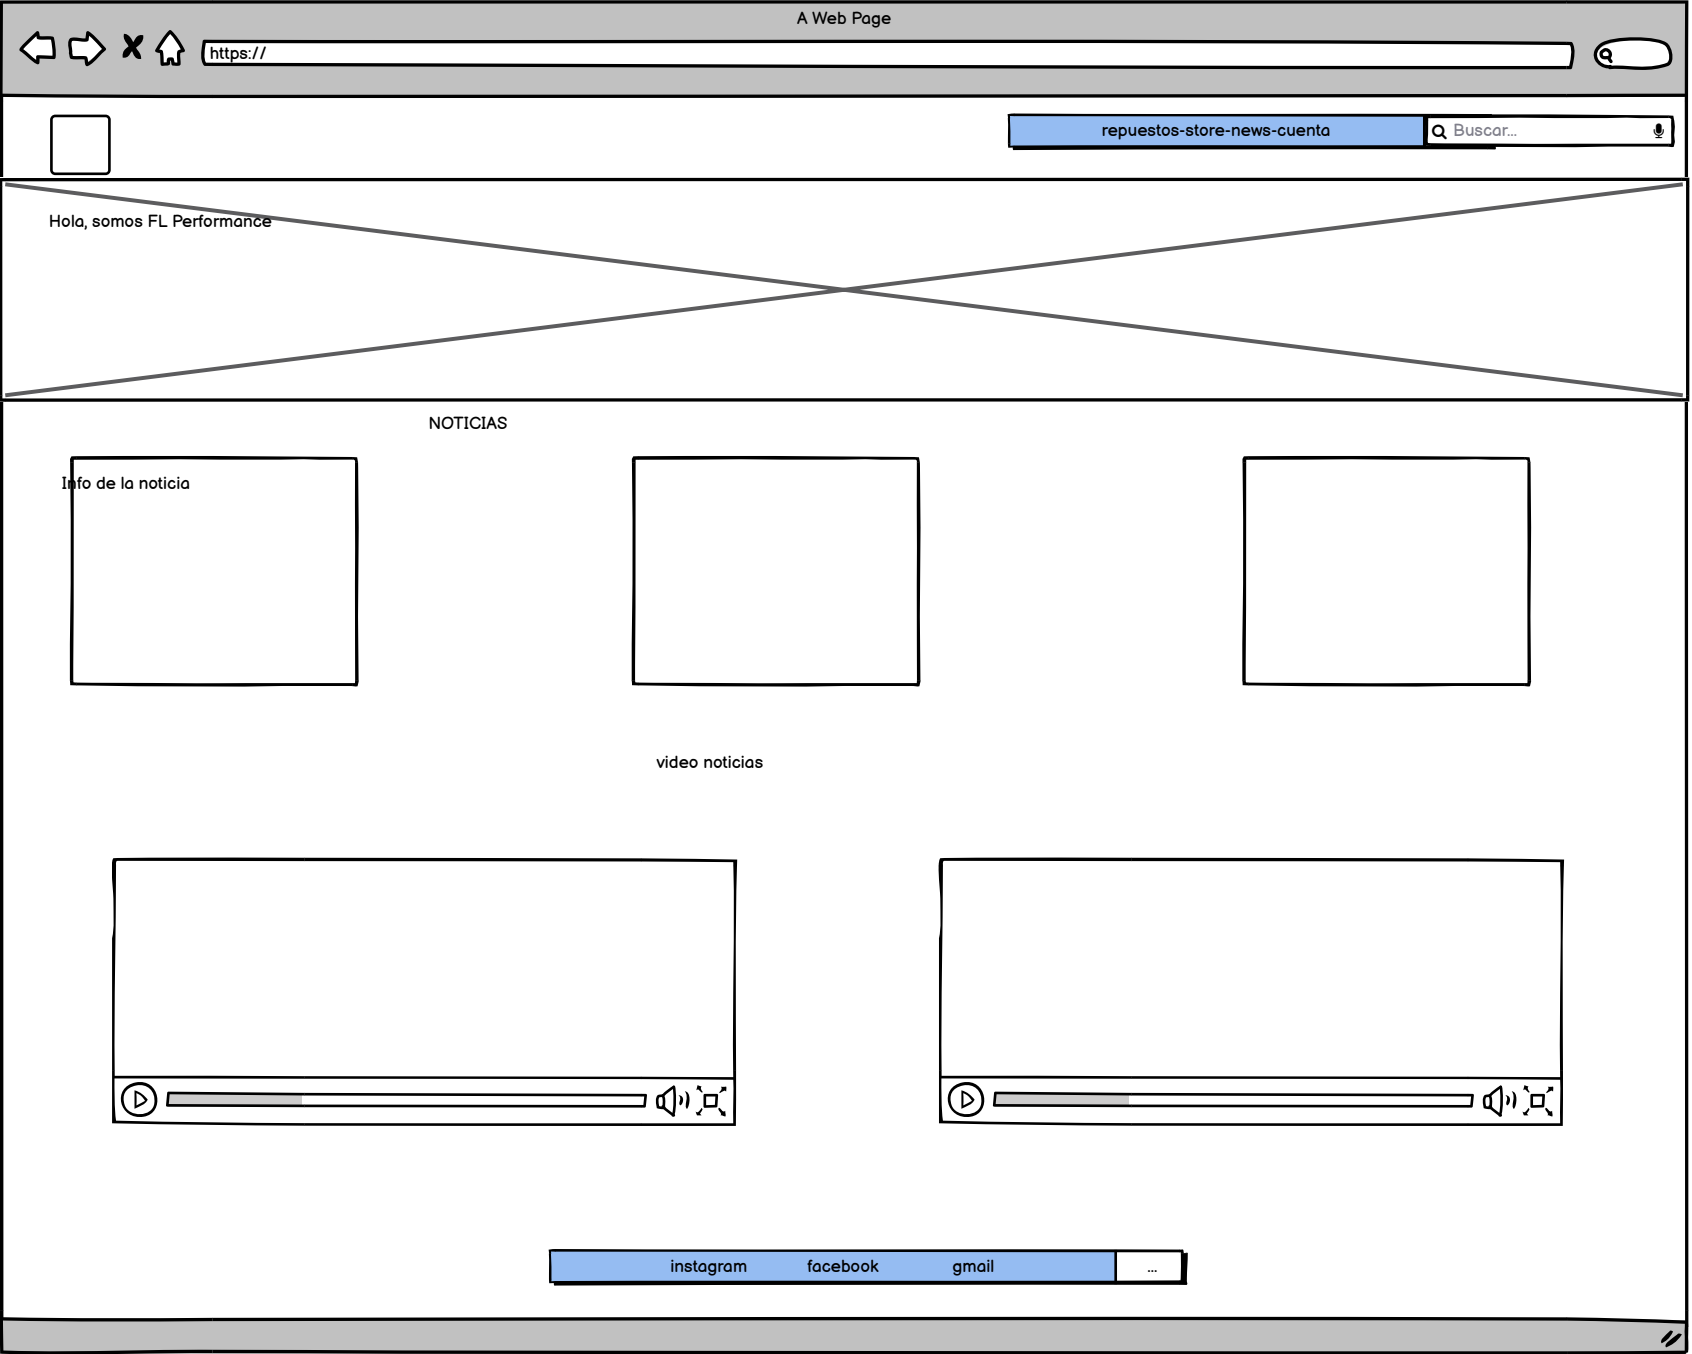 A Web Page
https://
repuestos-store-news-cuenta
Buscar...
Hola, somos FL Performance
NOTICIAS
Info de la noticia
video noticias
instagram facebook gmail ...